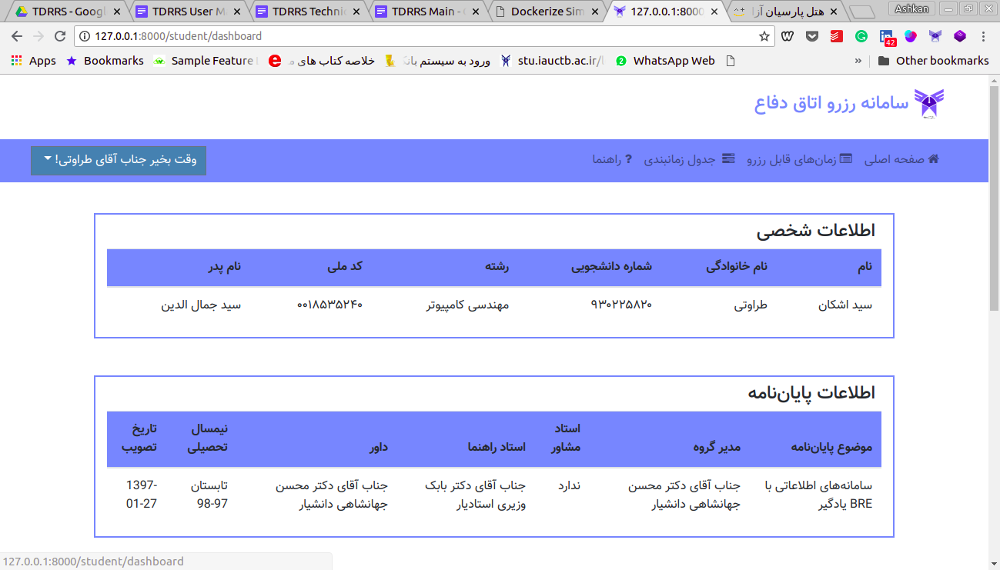 TDRRS - Googl
TDRRS User M
TDRRS Technic
TDRRS Main -
Dockerize Sim
127.0.0.1:8000
هتل پارسیان آزا
Ashkan
127.0.0.1:8000/student/dashboard
42
Apps
Bookmarks
Sample Feature
خلاصه کتاب های م
ورود به سیستم بان
stu.iauctb.ac.ir/
2
WhatsApp Web
»
Other bookmarks
سامانه رزرو اتاق دفاع
صفحه اصلی
زمان‌های قابل رزرو
جدول زمانبندی
? راهنما
وقت بخیر جناب آقای طراوتی!
اطلاعات شخصی
نام نام خانوادگی شماره دانشجویی رشته کد ملی نام پدر
سید اشکان طراوتی ۹۳۰۲۲۵۸۲۰ مهندسی کامپیوتر ۰۰۱۸۵۳۵۲۴۰ سید جمال الدین
اطلاعات پایان‌نامه
موضوع پایان‌نامه
مدیر گروه
استاد
مشاور
استاد راهنما
داور
نیمسال
تحصیلی
تاریخ
تصویب
سامانه‌های اطلاعاتی با
BRE یادگیر
جناب آقای دکتر محسن
جهانشاهی دانشیار
ندارد
جناب آقای دکتر بابک
وزیری استادیار
جناب آقای دکتر محسن
جهانشاهی دانشیار
تابستان
98-97
1397-
01-27
127.0.0.1:8000/student/dashboard